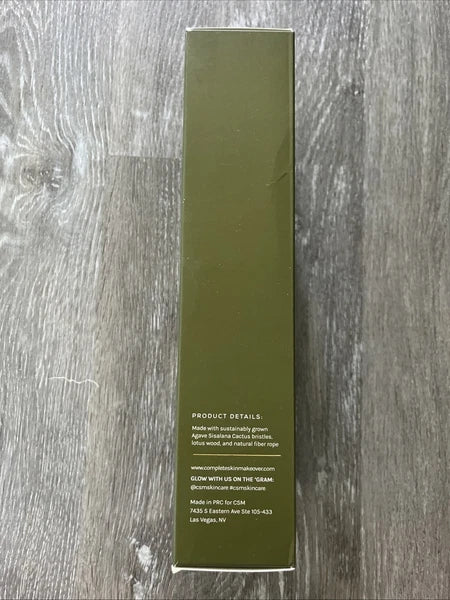 PRODUCT DETAILS:
Made with sustainably grown
Agave Sisalana Cactus bristles,
lotus wood, and natural fiber rope
www.completeskinmakeover.com
GLOW WITH US ON THE 'GRAM:
@csmskincare #csmskincare
Made in PRC for CSM
7435 S Eastern Ave Ste 105-433
Las Vegas, NV